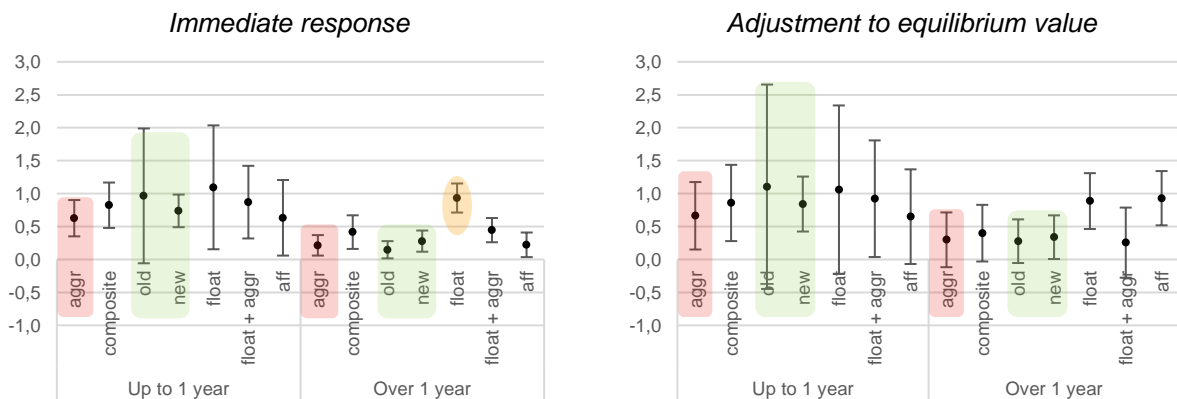 Immediate response
3,0
2,5
2,0
1,5
1,0
0,5
0,0
-0,5
-1,0
aggr
composite
old
new
float
float + aggr
aff
aggr
composite
old
new
float
float + aggr
aff
Up to 1 year
Over 1 year
Adjustment to equilibrium value
3,0
2,5
2,0
1,5
1,0
0,5
0,0
-0,5
-1,0
aggr
composite
old
new
float
float + aggr
aff
aggr
composite
old
new
float
float + aggr
aff
Up to 1 year
Over 1 year